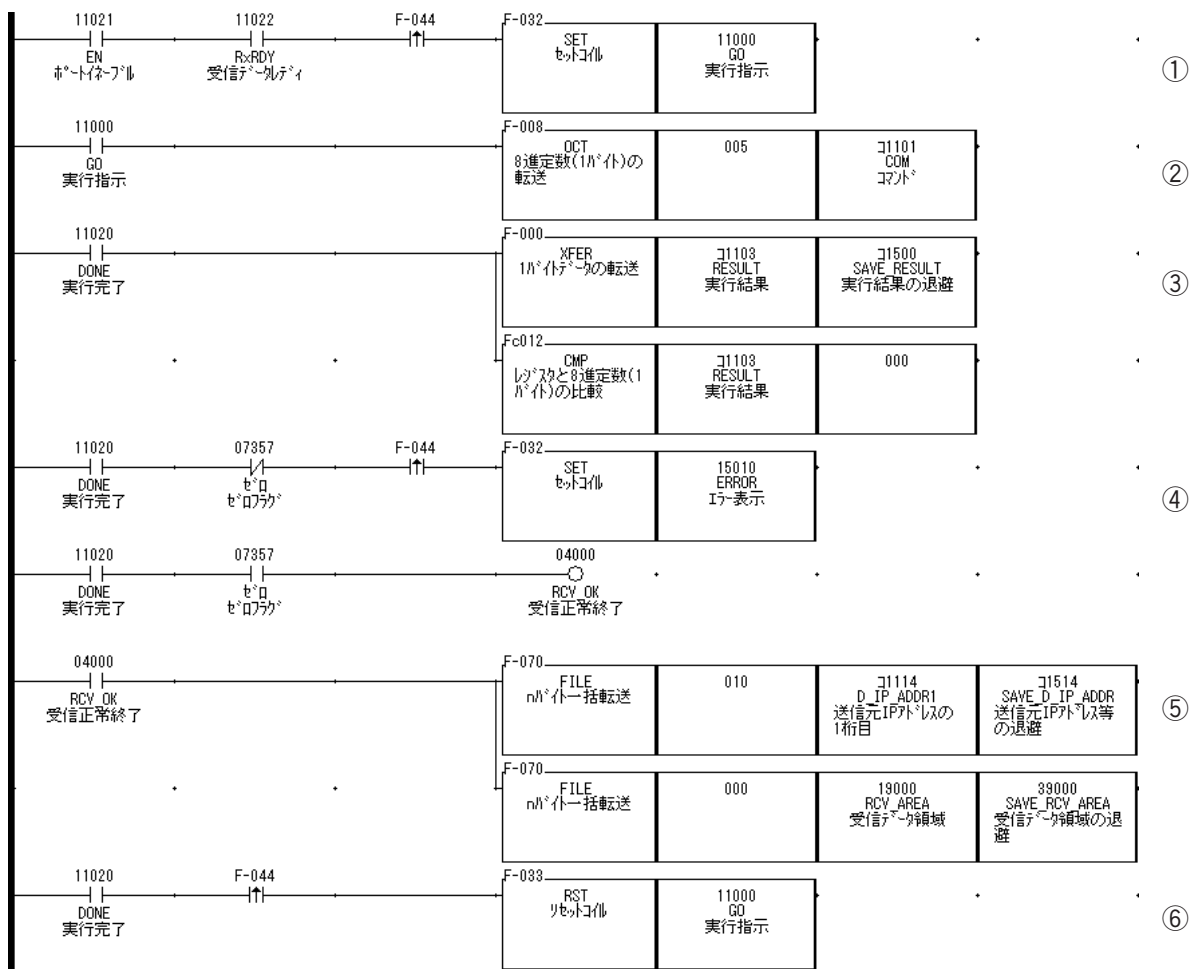 11021 11022 F-044 F-032
SET 11000
EN RxRDY セットコイル GO
ポートイネーブル 受信データレディ 実行指示 ①
11000 F-008
OCT 005 コ1101
GO 8進定数(1バイト)の COM
実行指示 転送 コマンド ②
11020 F-000
XFER コ1103 コ1500
DONE 1バイトデータの転送 RESULT SAVE_RESULT
実行完了 実行結果 実行結果の退避 ③
Fc012
CMP コ1103 000
レジスタと8進定数(1 RESULT
バイト)の比較 実行結果
11020 07357 F-044 F-032
SET 15010
DONE ゼロ セットコイル ERROR
実行完了 ゼロフラグ エラー表示 ④
11020 07357 04000
DONE ゼロ RCV_OK
実行完了 ゼロフラグ 受信正常終了
04000 F-070
FILE 010 コ1114 コ1514
RCV_OK nバイト一括転送 D_IP_ADDR1 SAVE_D_IP_ADDR
受信正常終了 送信元IPアドレスの 送信元IPアドレス等 ⑤
1桁目 の退避
F-070
FILE 000 19000 39000
nバイト一括転送 RCV_AREA SAVE_RCV_AREA
受信データ領域 受信データ領域の退
避
11020 F-044 F-033
RST 11000
DONE リセットコイル GO
実行完了 実行指示 ⑥